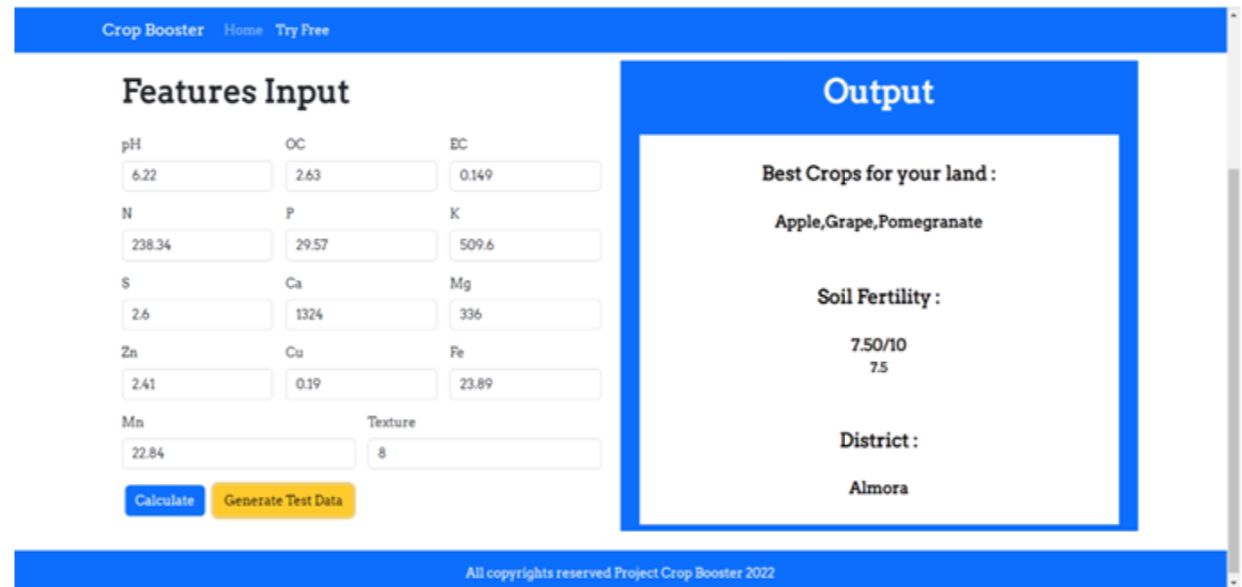 Crop Booster Home Try Free
Features Input
pH OC EC
6.22 2.63 0.149
N P K
238.34 29.57 509.6
S Ca Mg
2.6 1324 336
Zn Cu Fe
2.41 0.19 23.89
Mn Texture
22.84 8
Calculate Generate Test Data
Output
Best Crops for your land :
Apple,Grape,Pomegranate
Soil Fertility :
7.50/10
7.5
District :
Almora
All copyrights reserved Project Crop Booster 2022